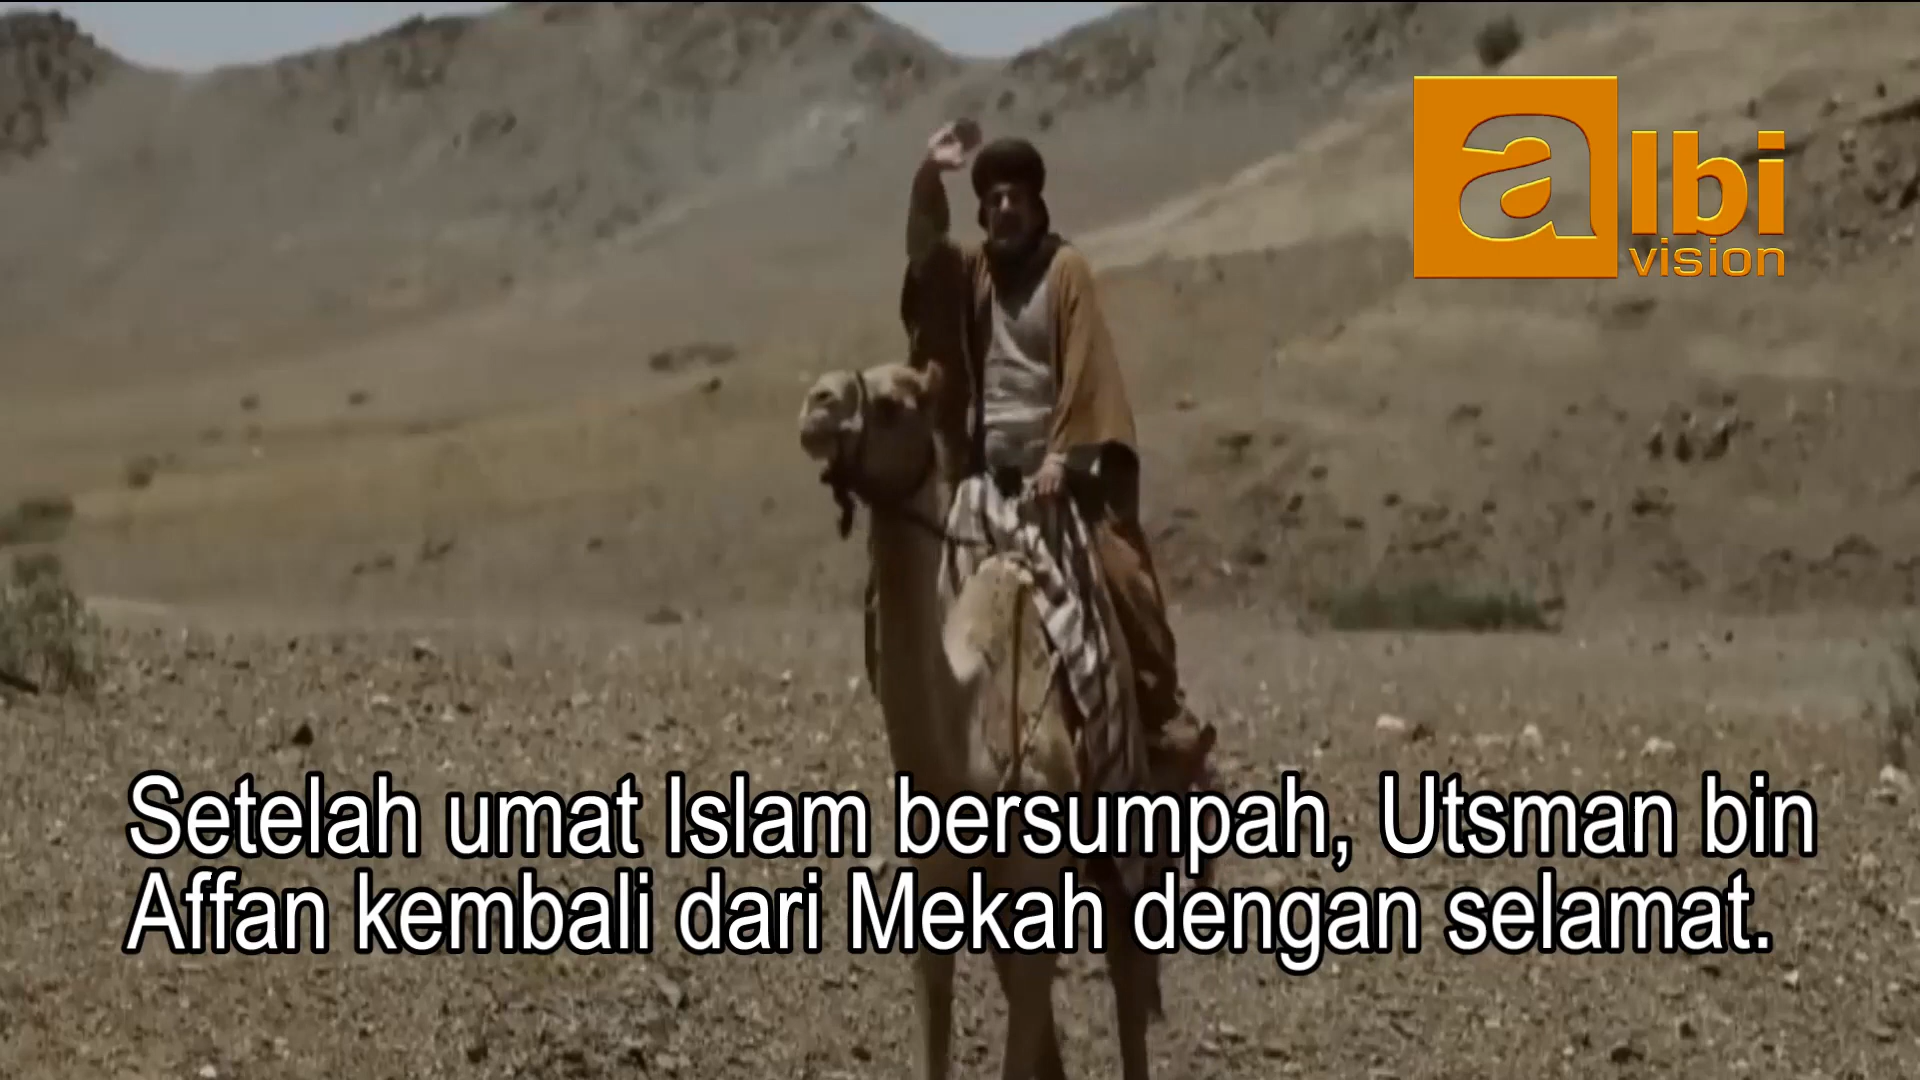 albi
vision
Setelah umat Islam bersumpah, Utsman bin
Affan kembali dari Mekah dengan selamat.